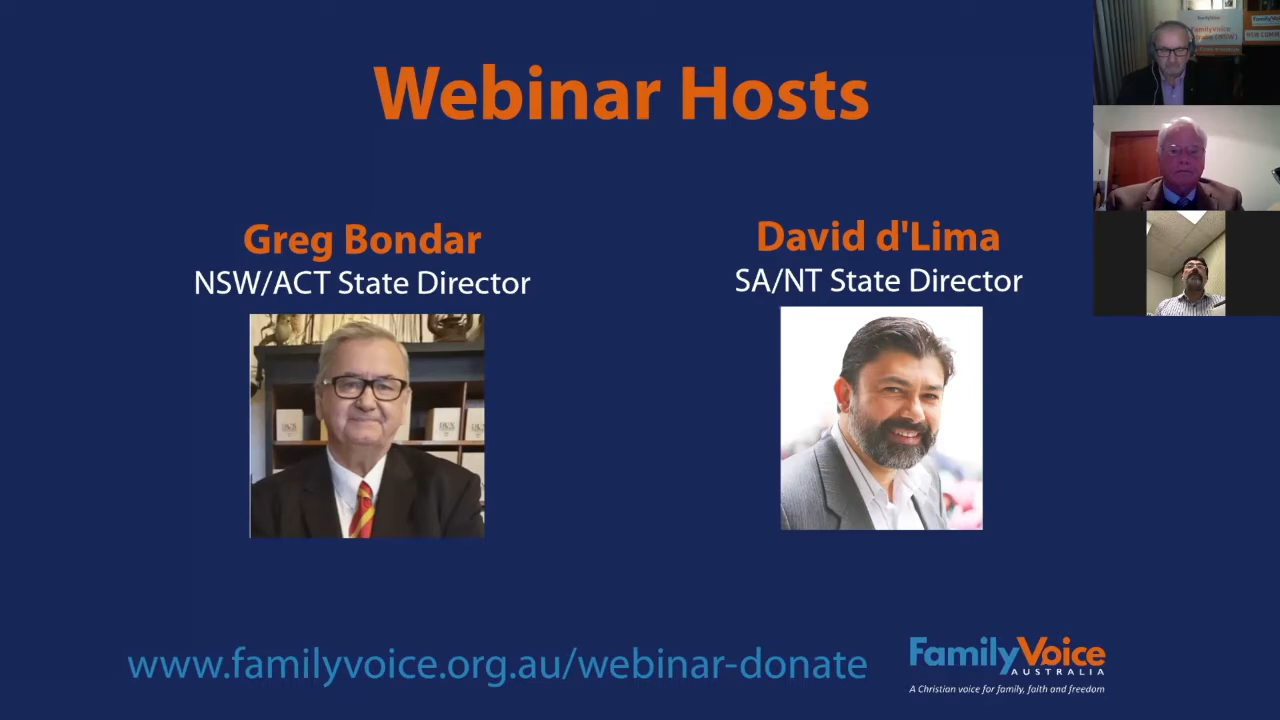 Webinar Hosts
Greg Bondar
NSW/ACT State Director
David d'Lima
SA/NT State Director
www.familyvoice.org.au/webinar-donate
FamilyVoice
AUSTRALIA
A Christian voice for family, faith and freedom
FamilyVoice